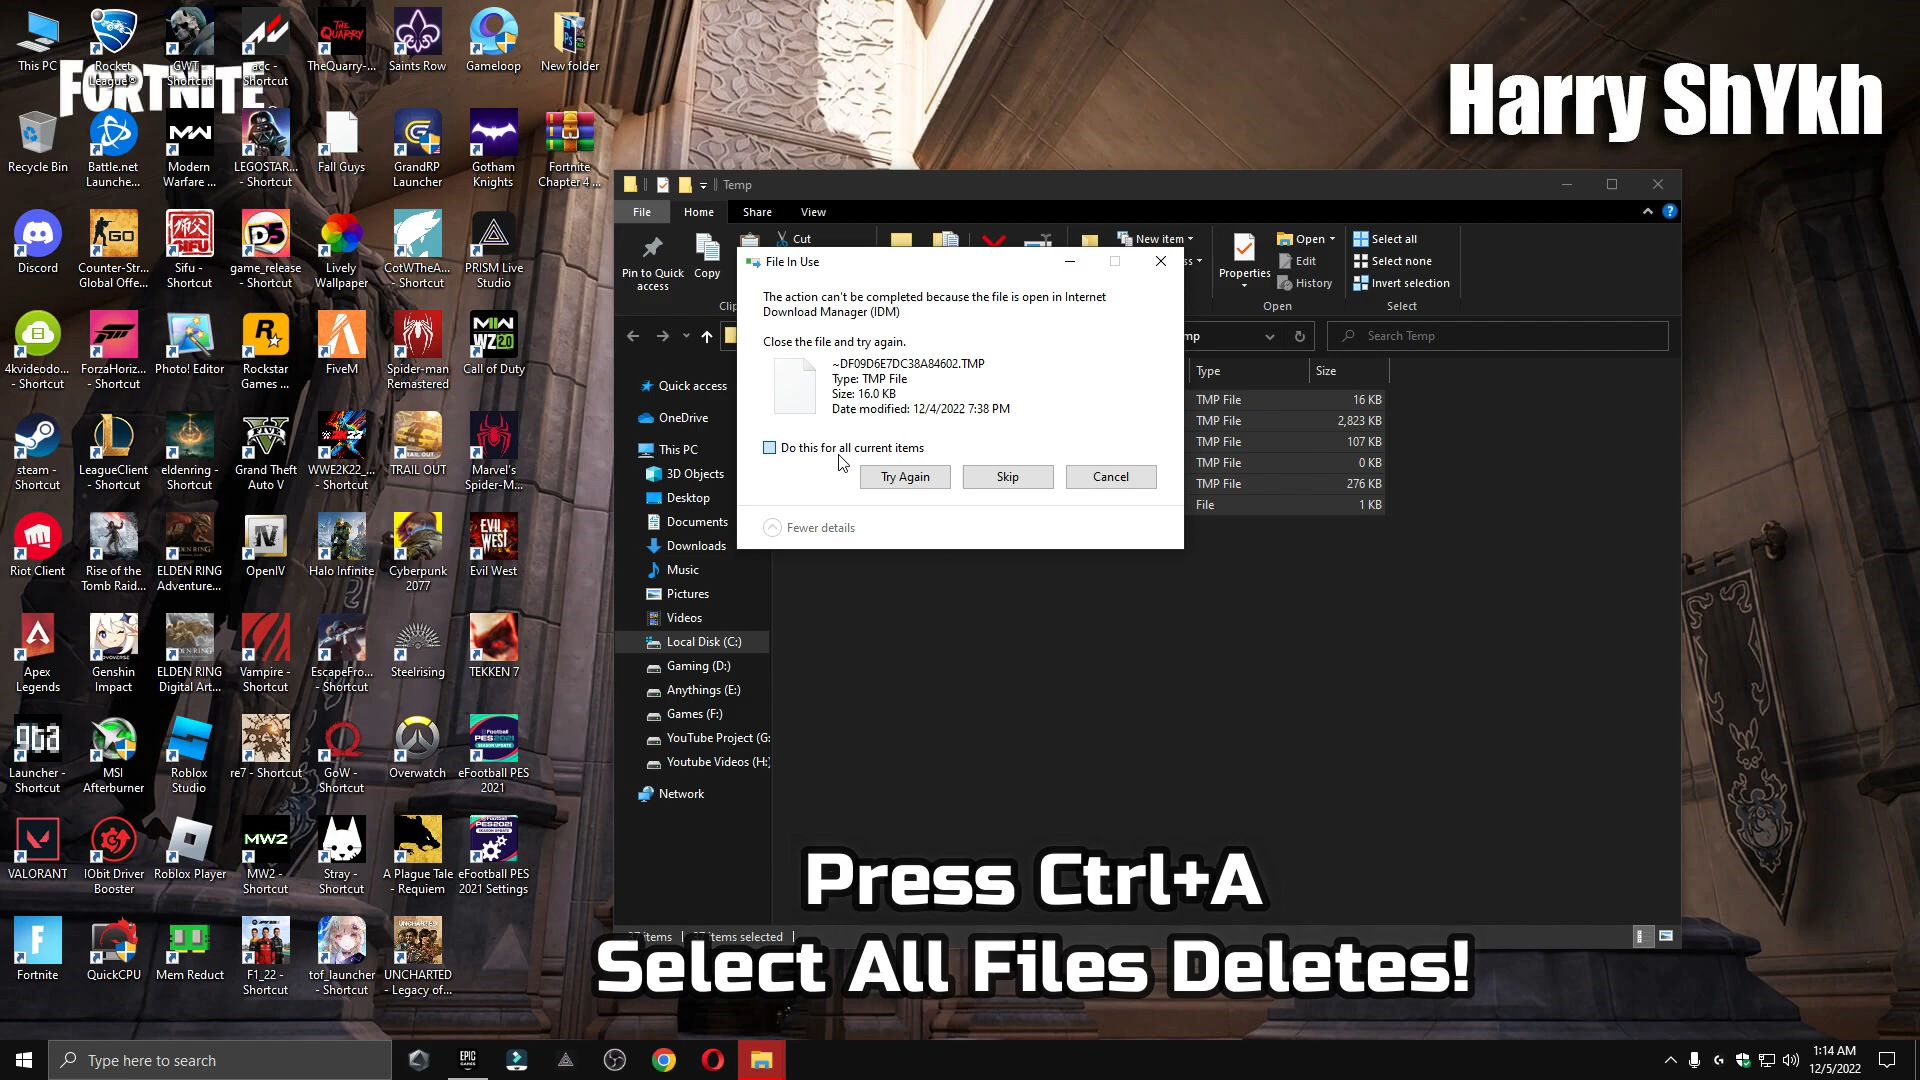 This PC
Rocket League®
GWT - Shortcut
acc - Shortcut
TheQuarry-...
Saints Row
Gameloop
New folder
FORTNITE
Harry ShYkh
Recycle Bin
Battle.net Launche...
Modern Warfare ...
LEGOSTAR... - Shortcut
Fall Guys
GrandRP Launcher
Gotham Knights
Fortnite Chapter 4 ...
Discord
Counter-Str... Global Offe...
Sifu - Shortcut
game_release - Shortcut
Lively Wallpaper
CotWTheA... - Shortcut
PRISM Live Studio
4kvideodo... - Shortcut
ForzaHoriz... - Shortcut
Photo! Editor
Rockstar Games ...
FiveM
Spider-man Remastered
Call of Duty
steam - Shortcut
LeagueClient - Shortcut
eldenring - Shortcut
Grand Theft Auto V
WWE2K22_... - Shortcut
TRAIL OUT
Marvel's Spider-M...
Riot Client
Rise of the Tomb Raid...
ELDEN RING Adventure...
OpenIV
Halo Infinite
Cyberpunk 2077
Evil West
Apex Legends
Genshin Impact
ELDEN RING Digital Art...
Vampire - Shortcut
EscapeFro... - Shortcut
Steelrising
TEKKEN 7
Launcher - Shortcut
MSI Afterburner
Roblox Studio
re7 - Shortcut
GoW - Shortcut
Overwatch
eFootball PES 2021
VALORANT
IObit Driver Booster
Roblox Player
MW2 - Shortcut
Stray - Shortcut
A Plague Tale - Requiem
eFootball PES 2021 Settings
Fortnite
QuickCPU
Mem Reduct
F1_22 - Shortcut
tof_launcher - Shortcut
UNCHARTED - Legacy of...
Temp
File
Home
Share
View
Pin to Quick access
Copy
Cut
New item
Properties
Open
Edit
History
Open
Select all
Select none
Invert selection
Select
Search Temp
Quick access
OneDrive
This PC
3D Objects
Desktop
Documents
Downloads
Music
Pictures
Videos
Local Disk (C:)
Gaming (D:)
Anythings (E:)
Games (F:)
YouTube Project (G:
Youtube Videos (H:)
Network
Type
Size
TMP File 16 KB
TMP File 2,823 KB
TMP File 107 KB
TMP File 0 KB
TMP File 276 KB
File 1 KB
File In Use
The action can't be completed because the file is open in Internet
Download Manager (IDM)
Close the file and try again.
~DF09D6E7DC38A84602.TMP
Type: TMP File
Size: 16.0 KB
Date modified: 12/4/2022 7:38 PM
Do this for all current items
Try Again
Skip
Cancel
Fewer details
Press Ctrl+A
Select All Files Deletes!
Type here to search
1:14 AM
12/5/2022